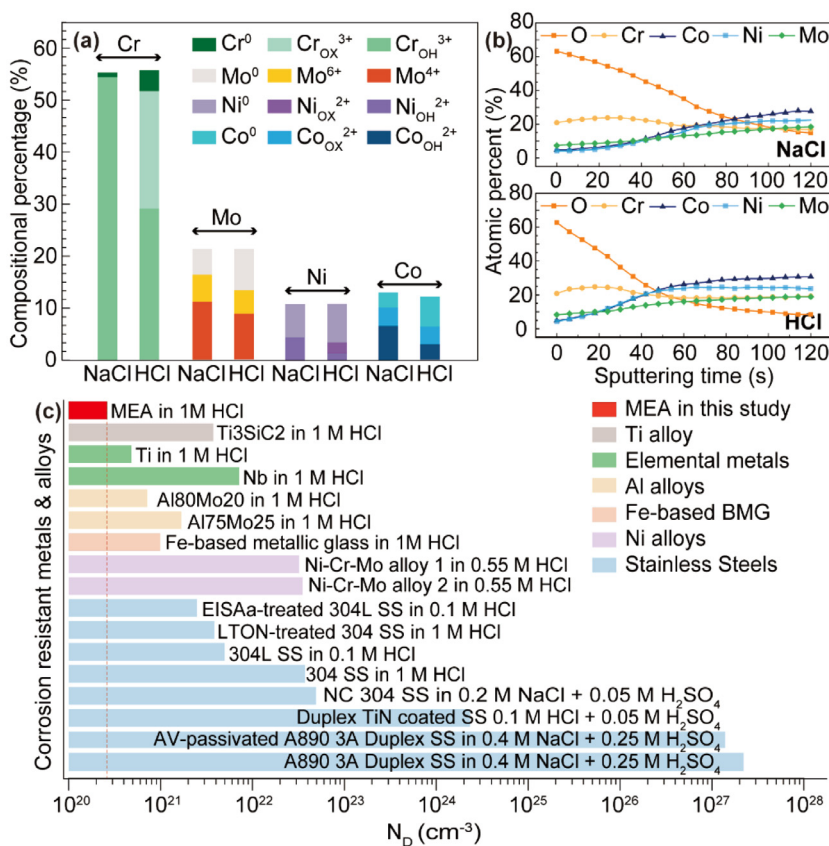 (a)
Cr
Cr⁰ Cr_OX³⁺ Cr_OH³⁺
Mo⁰ Mo⁶⁺ Mo⁴⁺
Ni⁰ Ni_OX²⁺ Ni_OH²⁺
Co⁰ Co_OX²⁺ Co_OH²⁺
Mo
Ni
Co
Compositional percentage (%)
60
50
40
30
20
10
0
NaCl HCl NaCl HCl NaCl HCl NaCl HCl
(b)
O Cr Co Ni Mo
80
60
40
20
0
NaCl
O Cr Co Ni Mo
80
60
40
20
0
HCl
Atomic percent (%)
0 20 40 60 80 100 120
Sputtering time (s)
(c)
Corrosion resistant metals & alloys
MEA in 1M HCl
Ti3SiC2 in 1 M HCl
Ti in 1 M HCl
Nb in 1 M HCl
Al80Mo20 in 1 M HCl
Al75Mo25 in 1 M HCl
Fe-based metallic glass in 1M HCl
Ni-Cr-Mo alloy 1 in 0.55 M HCl
Ni-Cr-Mo alloy 2 in 0.55 M HCl
EISAa-treated 304L SS in 0.1 M HCl
LTON-treated 304 SS in 1 M HCl
304L SS in 0.1 M HCl
304 SS in 1 M HCl
NC 304 SS in 0.2 M NaCl + 0.05 M H₂SO₄
Duplex TiN coated SS 0.1 M HCl + 0.05 M H₂SO₄
AV-passivated A890 3A Duplex SS in 0.4 M NaCl + 0.25 M H₂SO₄
A890 3A Duplex SS in 0.4 M NaCl + 0.25 M H₂SO₄
MEA in this study
Ti alloy
Elemental metals
Al alloys
Fe-based BMG
Ni alloys
Stainless Steels
10²⁰ 10²¹ 10²² 10²³ 10²⁴ 10²⁵ 10²⁶ 10²⁷ 10²⁸
N_D (cm⁻³)